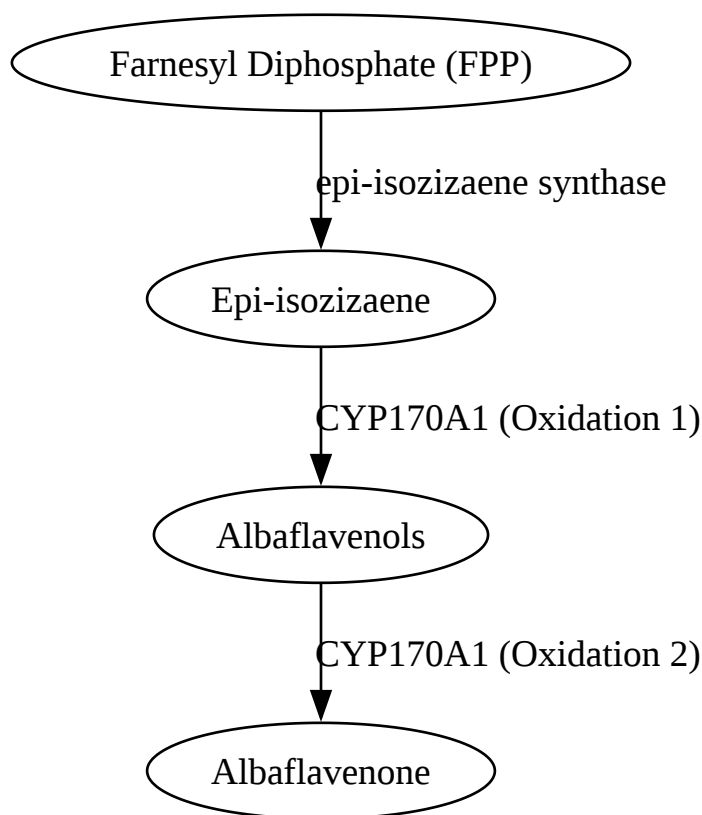 Farnesyl Diphosphate (FPP)
epi-isozizaene synthase
Epi-isozizaene
CYP170A1 (Oxidation 1)
Albaflavenols
CYP170A1 (Oxidation 2)
Albaflavenone